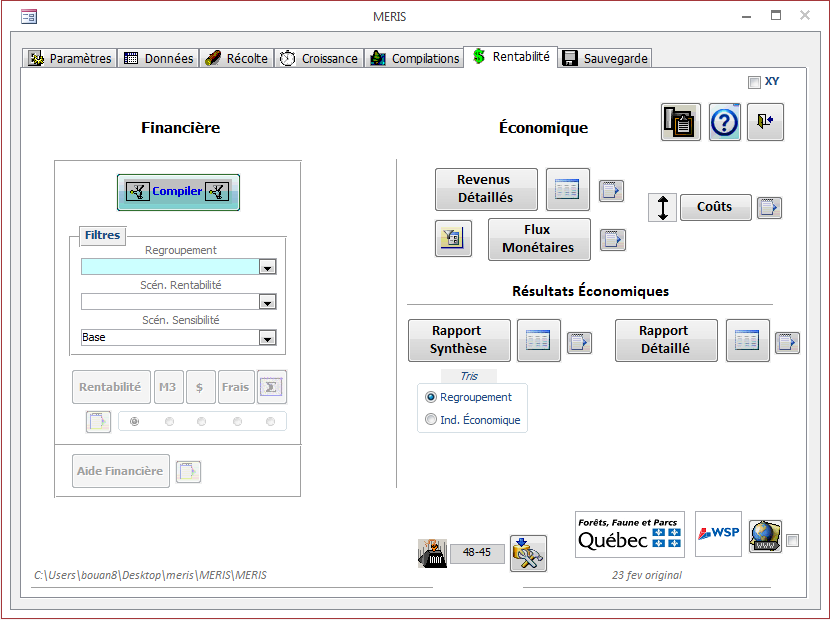 MERIS
Paramètres Données Récolte Croissance Compilations $ Rentabilité Sauvegarde
XY
Financière
Économique
Compiler
Revenus
Détaillés
Coûts
Flux
Monétaires
Filtres
Regroupement
Scén. Rentabilité
Scén. Sensibilité
Base
Résultats Économiques
Rapport
Synthèse
Rapport
Détaillé
Tris
Regroupement
Ind. Économique
Rentabilité M3 $ Frais Σ
Aide Financière
48-45
Forêts, Faune et Parcs
Québec
WSP
WWW
C:\Users\bouan8\Desktop\meris\MERIS\MERIS
23 fev original